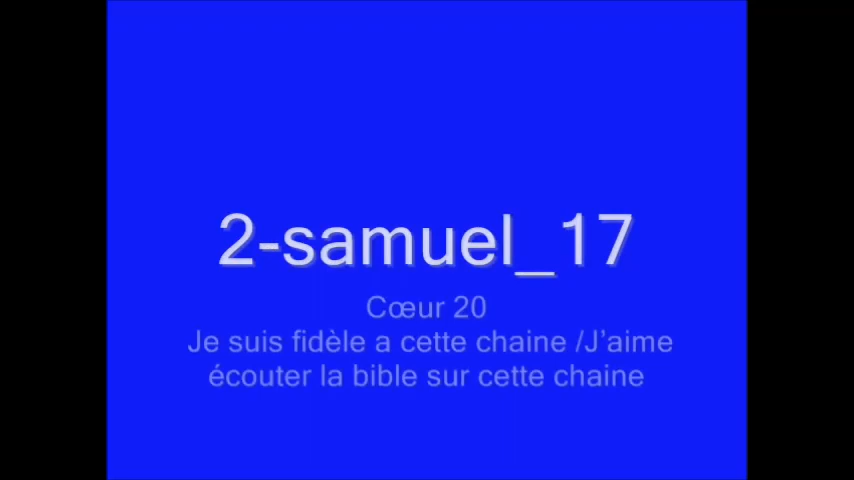 2-samuel_17
Cœur 20
Je suis fidèle a cette chaine /J’aime
écouter la bible sur cette chaine